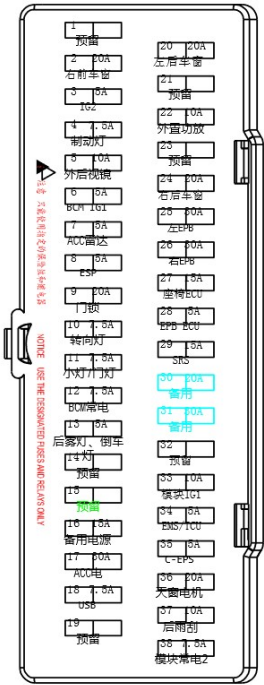 1
预留
2 20A
右前车窗
3 5A
IG2
4 7.5A
制动灯
5 10A
外后视镜
6 5A
BCM IG1
7 5A
ACC雷达
8 5A
ESP
9 20A
门锁
10 7.5A
转向灯
11 7.5A
小灯/门灯
12 7.5A
BCM常电
13 5A
后雾灯、倒车
灯
14
预留
15
预留
16 15A
备用电源
17 30A
ACC电
18 7.5A
USB
19
预留
20 20A
左后车窗
21
预留
22 10A
外置功放
23
预留
24 20A
右后车窗
25 30A
左EPB
26 30A
右EPB
27 15A
座椅ECU
28 5A
EPB ECU
29 15A
SRS
30 20A
备用
31 30A
备用
32
预留
33 10A
模块IG1
34 5A
EMS/TCU
35 5A
C-EPS
36 20A
天窗电机
37 10A
后雨刮
38 7.5A
模块常电2
NOTICE USE THE DESIGNATED FUSES AND RELAYS ONLY